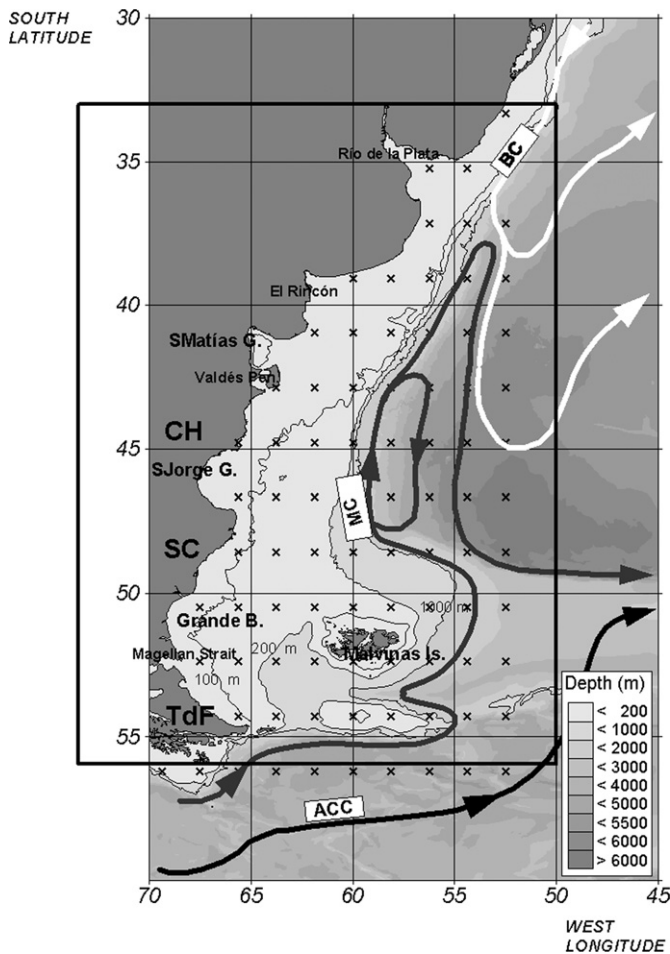 SOUTH
LATITUDE
30
35
40
45
50
55
BC
Río de la Plata
El Rincón
SMatías G.
Valdés Pen.
CH
SJorge G.
MC
SC
1000 m
Grande B.
200 m
Malvinas Is.
Magellan Strait
100 m
TdF
ACC
Depth (m)
< 200
< 1000
< 2000
< 3000
< 4000
< 5000
< 5500
< 6000
> 6000
70 65 60 55 50 45
WEST
LONGITUDE